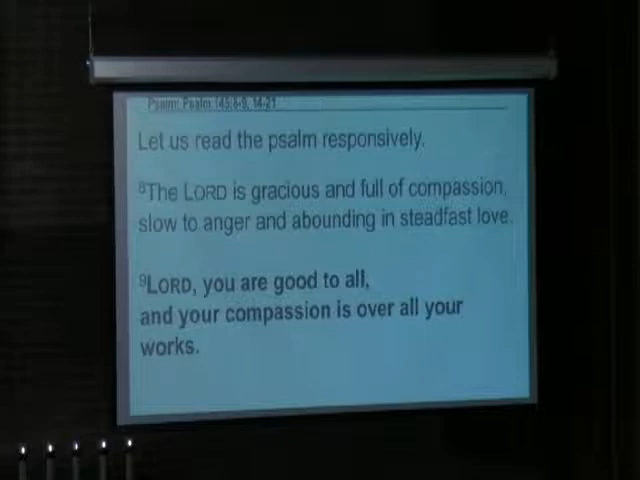 Psalm: Psalm 145:8-9, 14-21
Let us read the psalm responsively.
⁸The LORD is gracious and full of compassion,
slow to anger and abounding in steadfast love.
⁹LORD, you are good to all,
and your compassion is over all your
works.